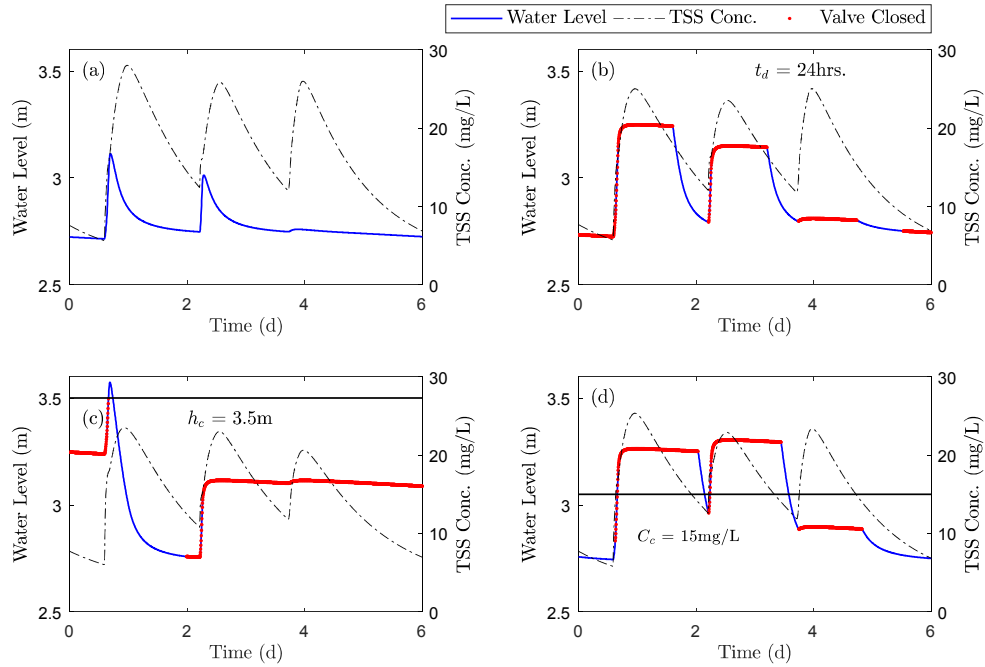 Water Level TSS Conc. Valve Closed
(a)
3.5
3
2.5
Water Level (m)
30
20
10
0
TSS Conc. (mg/L)
0 2 4 6
Time (d)
(b)
t_d = 24hrs.
3.5
3
2.5
Water Level (m)
30
20
10
0
TSS Conc. (mg/L)
0 2 4 6
Time (d)
(c)
h_c = 3.5m
3.5
3
2.5
Water Level (m)
30
20
10
0
TSS Conc. (mg/L)
0 2 4 6
Time (d)
(d)
C_c = 15mg/L
3.5
3
2.5
Water Level (m)
30
20
10
0
TSS Conc. (mg/L)
0 2 4 6
Time (d)